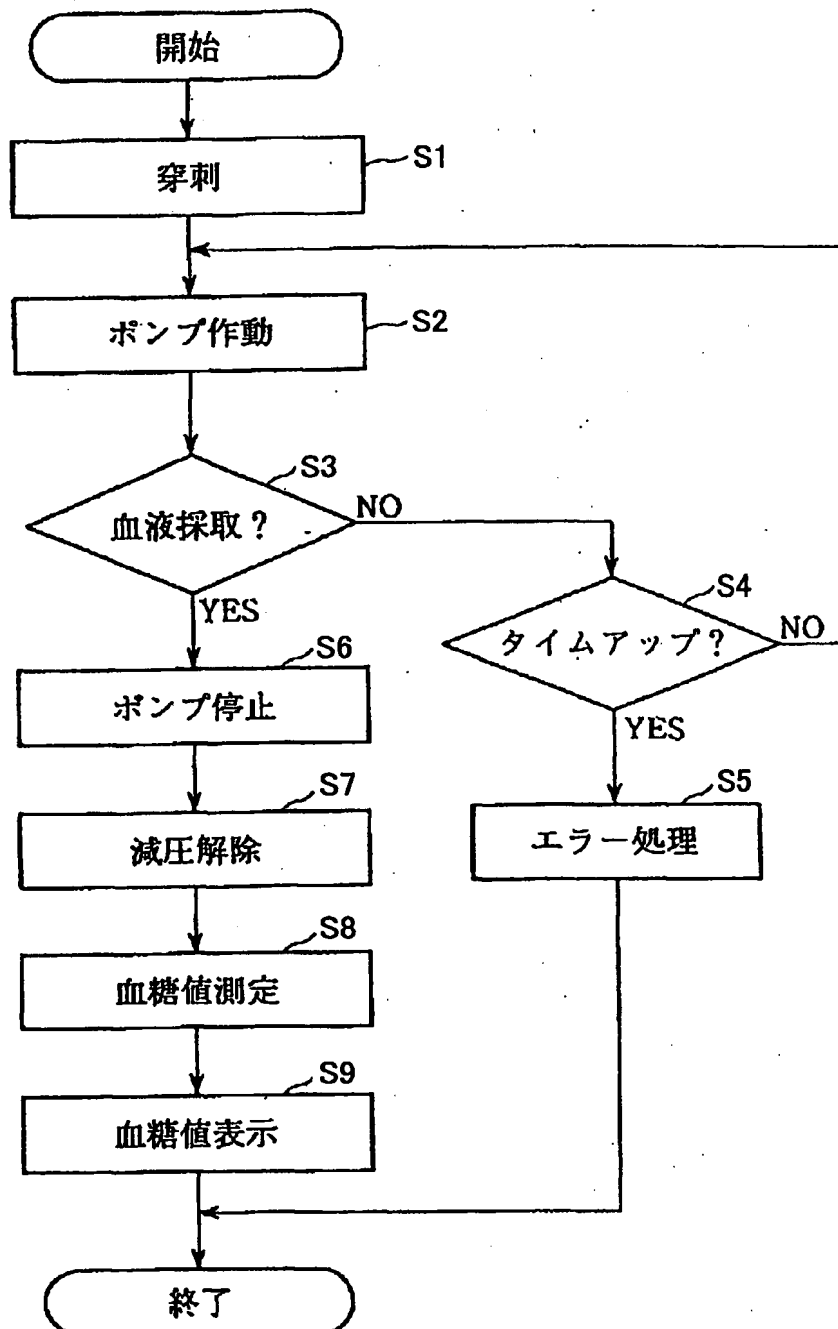 開始
穿刺
S1
ポンプ作動
S2
血液採取？
S3
NO
YES
タイムアップ？
S4
NO
YES
エラー処理
S5
ポンプ停止
S6
減圧解除
S7
血糖値測定
S8
血糖値表示
S9
終了